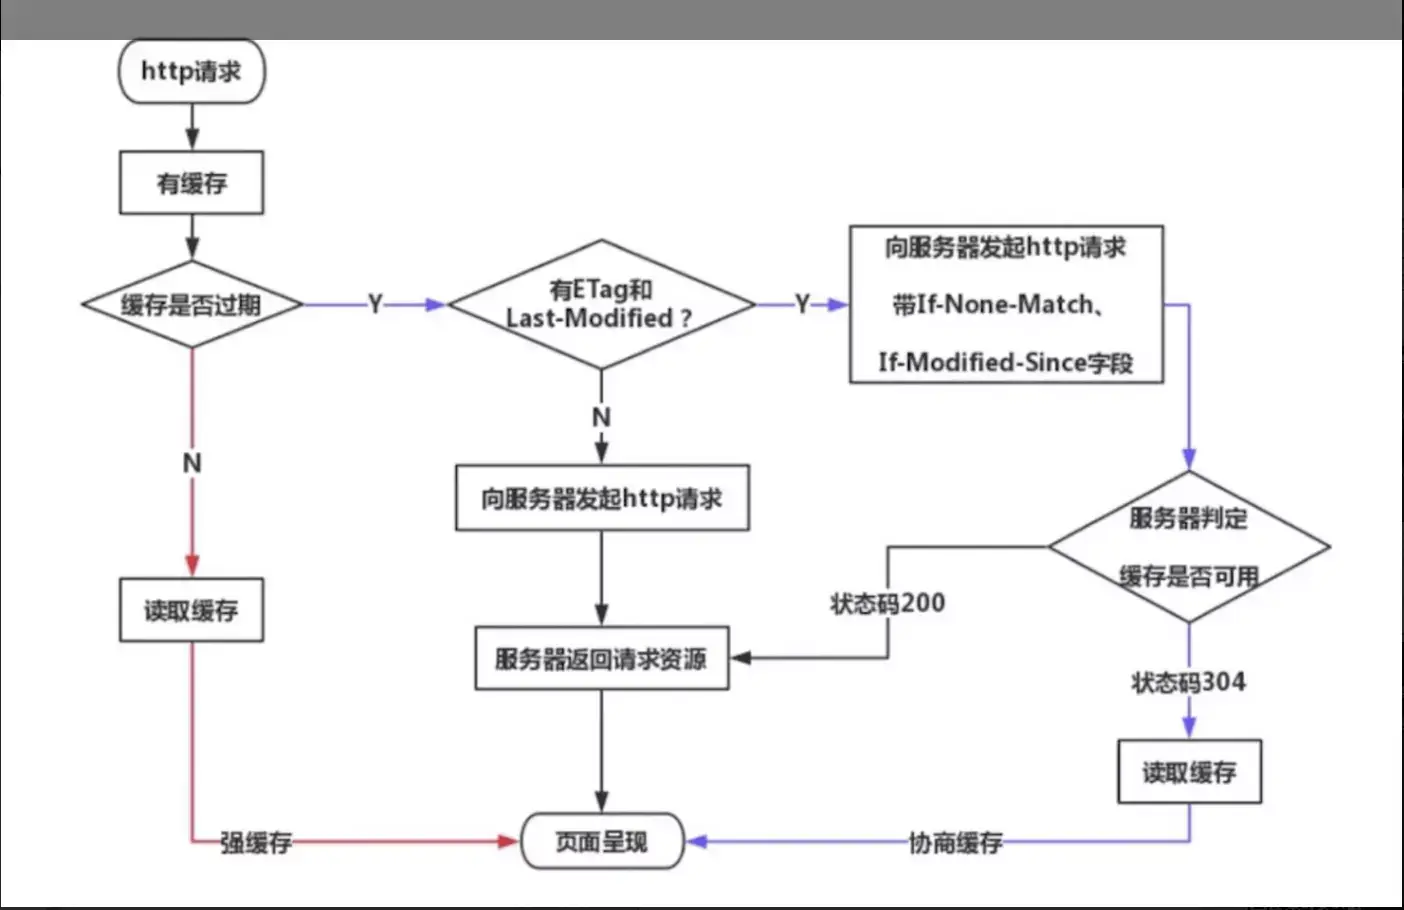 http请求
有缓存
缓存是否过期
Y
有ETag和
Last-Modified ?
Y
向服务器发起http请求
带If-None-Match、
If-Modified-Since字段
N
N
向服务器发起http请求
服务器判定
缓存是否可用
状态码200
读取缓存
服务器返回请求资源
状态码304
读取缓存
强缓存
页面呈现
协商缓存